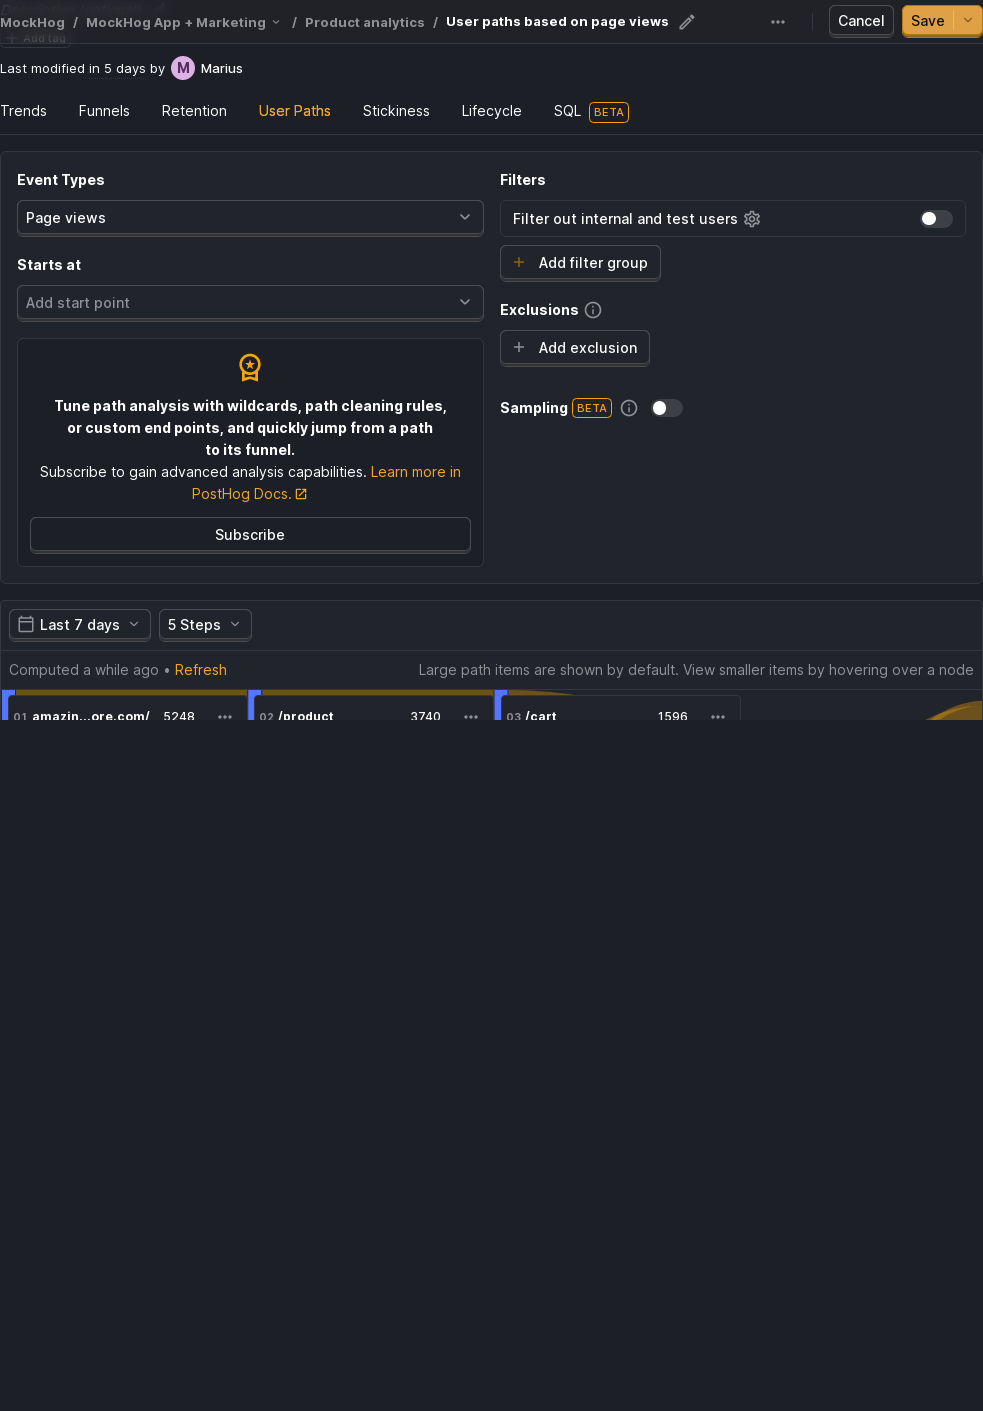 MockHog / MockHog App + Marketing / Product analytics / User paths based on page views
Cancel
Save
Add tag
Last modified in 5 days by M Marius
Trends Funnels Retention User Paths Stickiness Lifecycle SQL BETA
Event Types
Page views
Starts at
Add start point
Tune path analysis with wildcards, path cleaning rules,
or custom end points, and quickly jump from a path
to its funnel.
Subscribe to gain advanced analysis capabilities. Learn more in
PostHog Docs.
Subscribe
Filters
Filter out internal and test users
Add filter group
Exclusions
Add exclusion
Sampling BETA
Last 7 days 5 Steps
Computed a while ago • Refresh
Large path items are shown by default. View smaller items by hovering over a node
01 amazin...ore.com/ 5248
02 /product 3740
03 /cart 1596